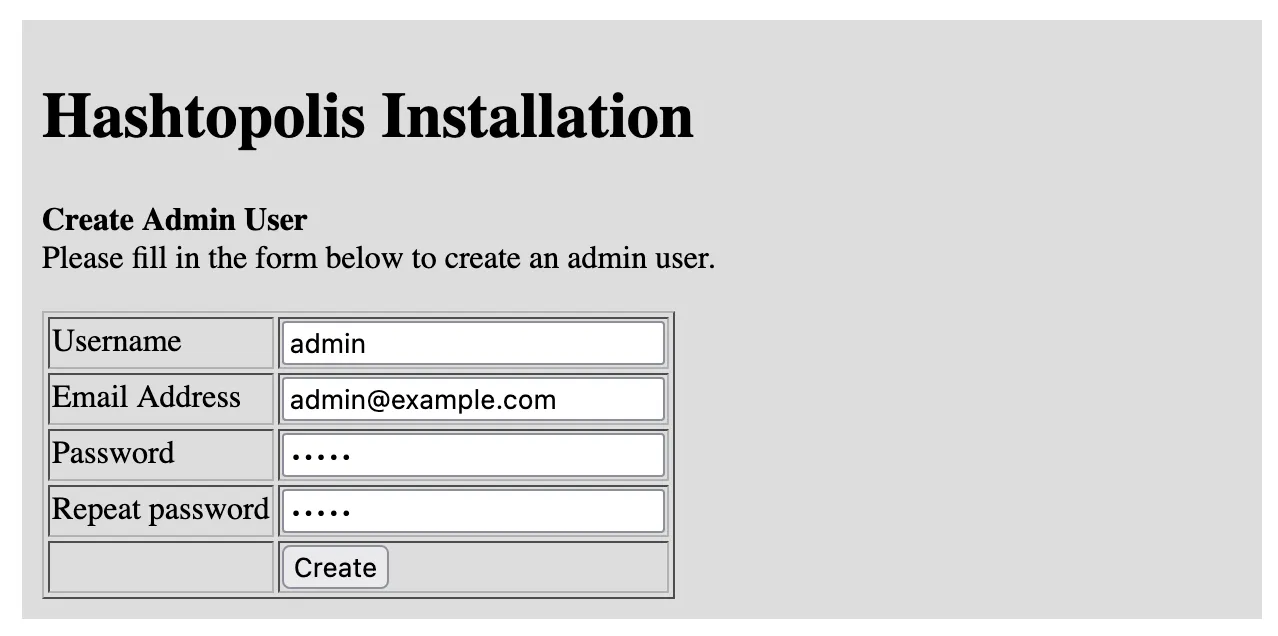 Hashtopolis Installation
Create Admin User
Please fill in the form below to create an admin user.
Username admin
Email Address admin@example.com
Password •••••
Repeat password •••••
Create